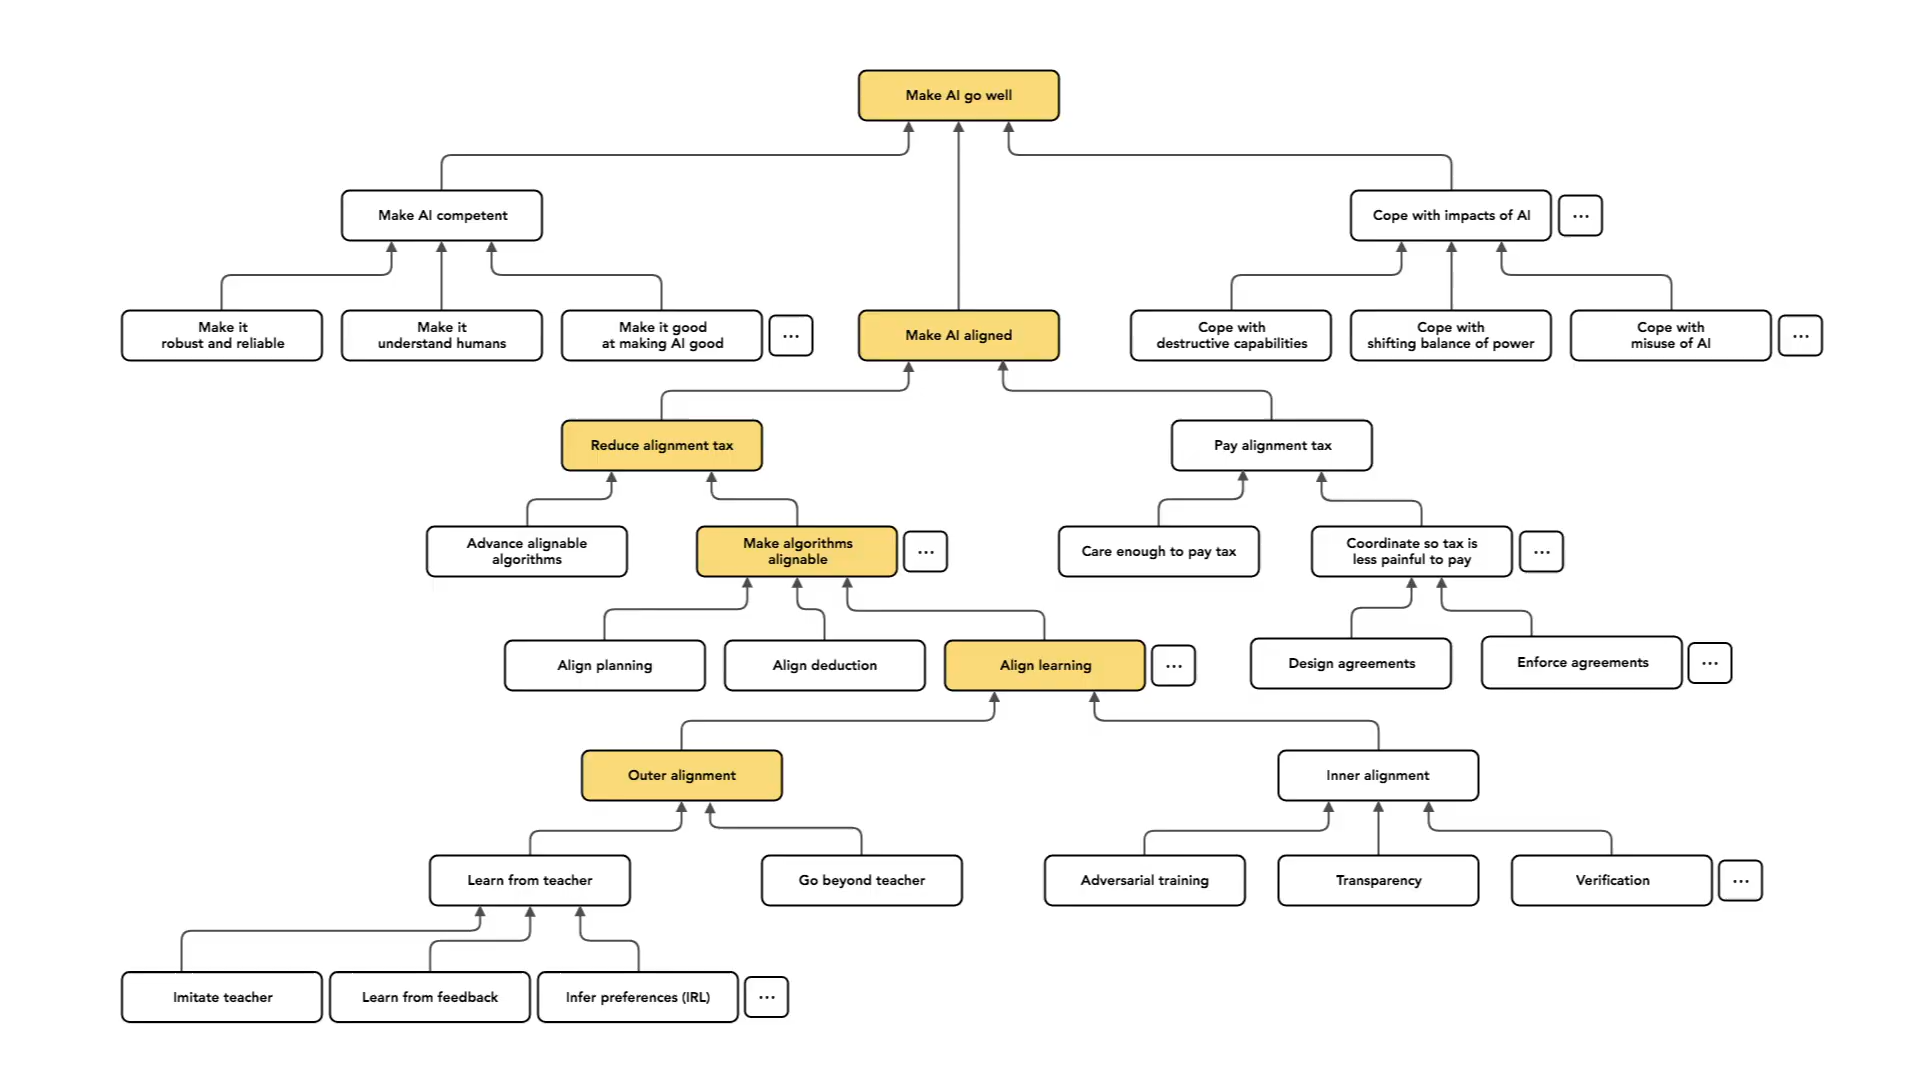 Make AI go well
Make AI competent
Cope with impacts of AI
...
Make it
robust and reliable
Make it
understand humans
Make it good
at making AI good
...
Make AI aligned
Cope with
destructive capabilities
Cope with
shifting balance of power
Cope with
misuse of AI
...
Reduce alignment tax
Pay alignment tax
Advance alignable
algorithms
Make algorithms
alignable
...
Care enough to pay tax
Coordinate so tax is
less painful to pay
...
Align planning
Align deduction
Align learning
...
Design agreements
Enforce agreements
...
Outer alignment
Inner alignment
Learn from teacher
Go beyond teacher
Adversarial training
Transparency
Verification
...
Imitate teacher
Learn from feedback
Infer preferences (IRL)
...